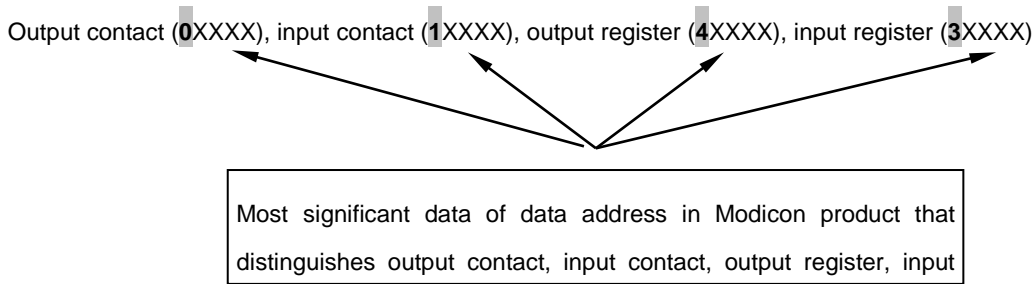 Output contact (0XXXX), input contact (1XXXX), output register (4XXXX), input register (3XXXX)
Most significant data of data address in Modicon product that
distinguishes output contact, input contact, output register, input